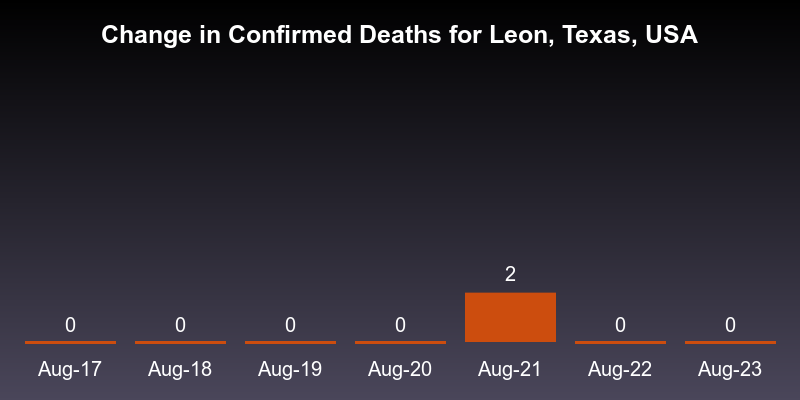 Change in Confirmed Deaths for Leon, Texas, USA
2
0 0 0 0 0 0
Aug-17 Aug-18 Aug-19 Aug-20 Aug-21 Aug-22 Aug-23